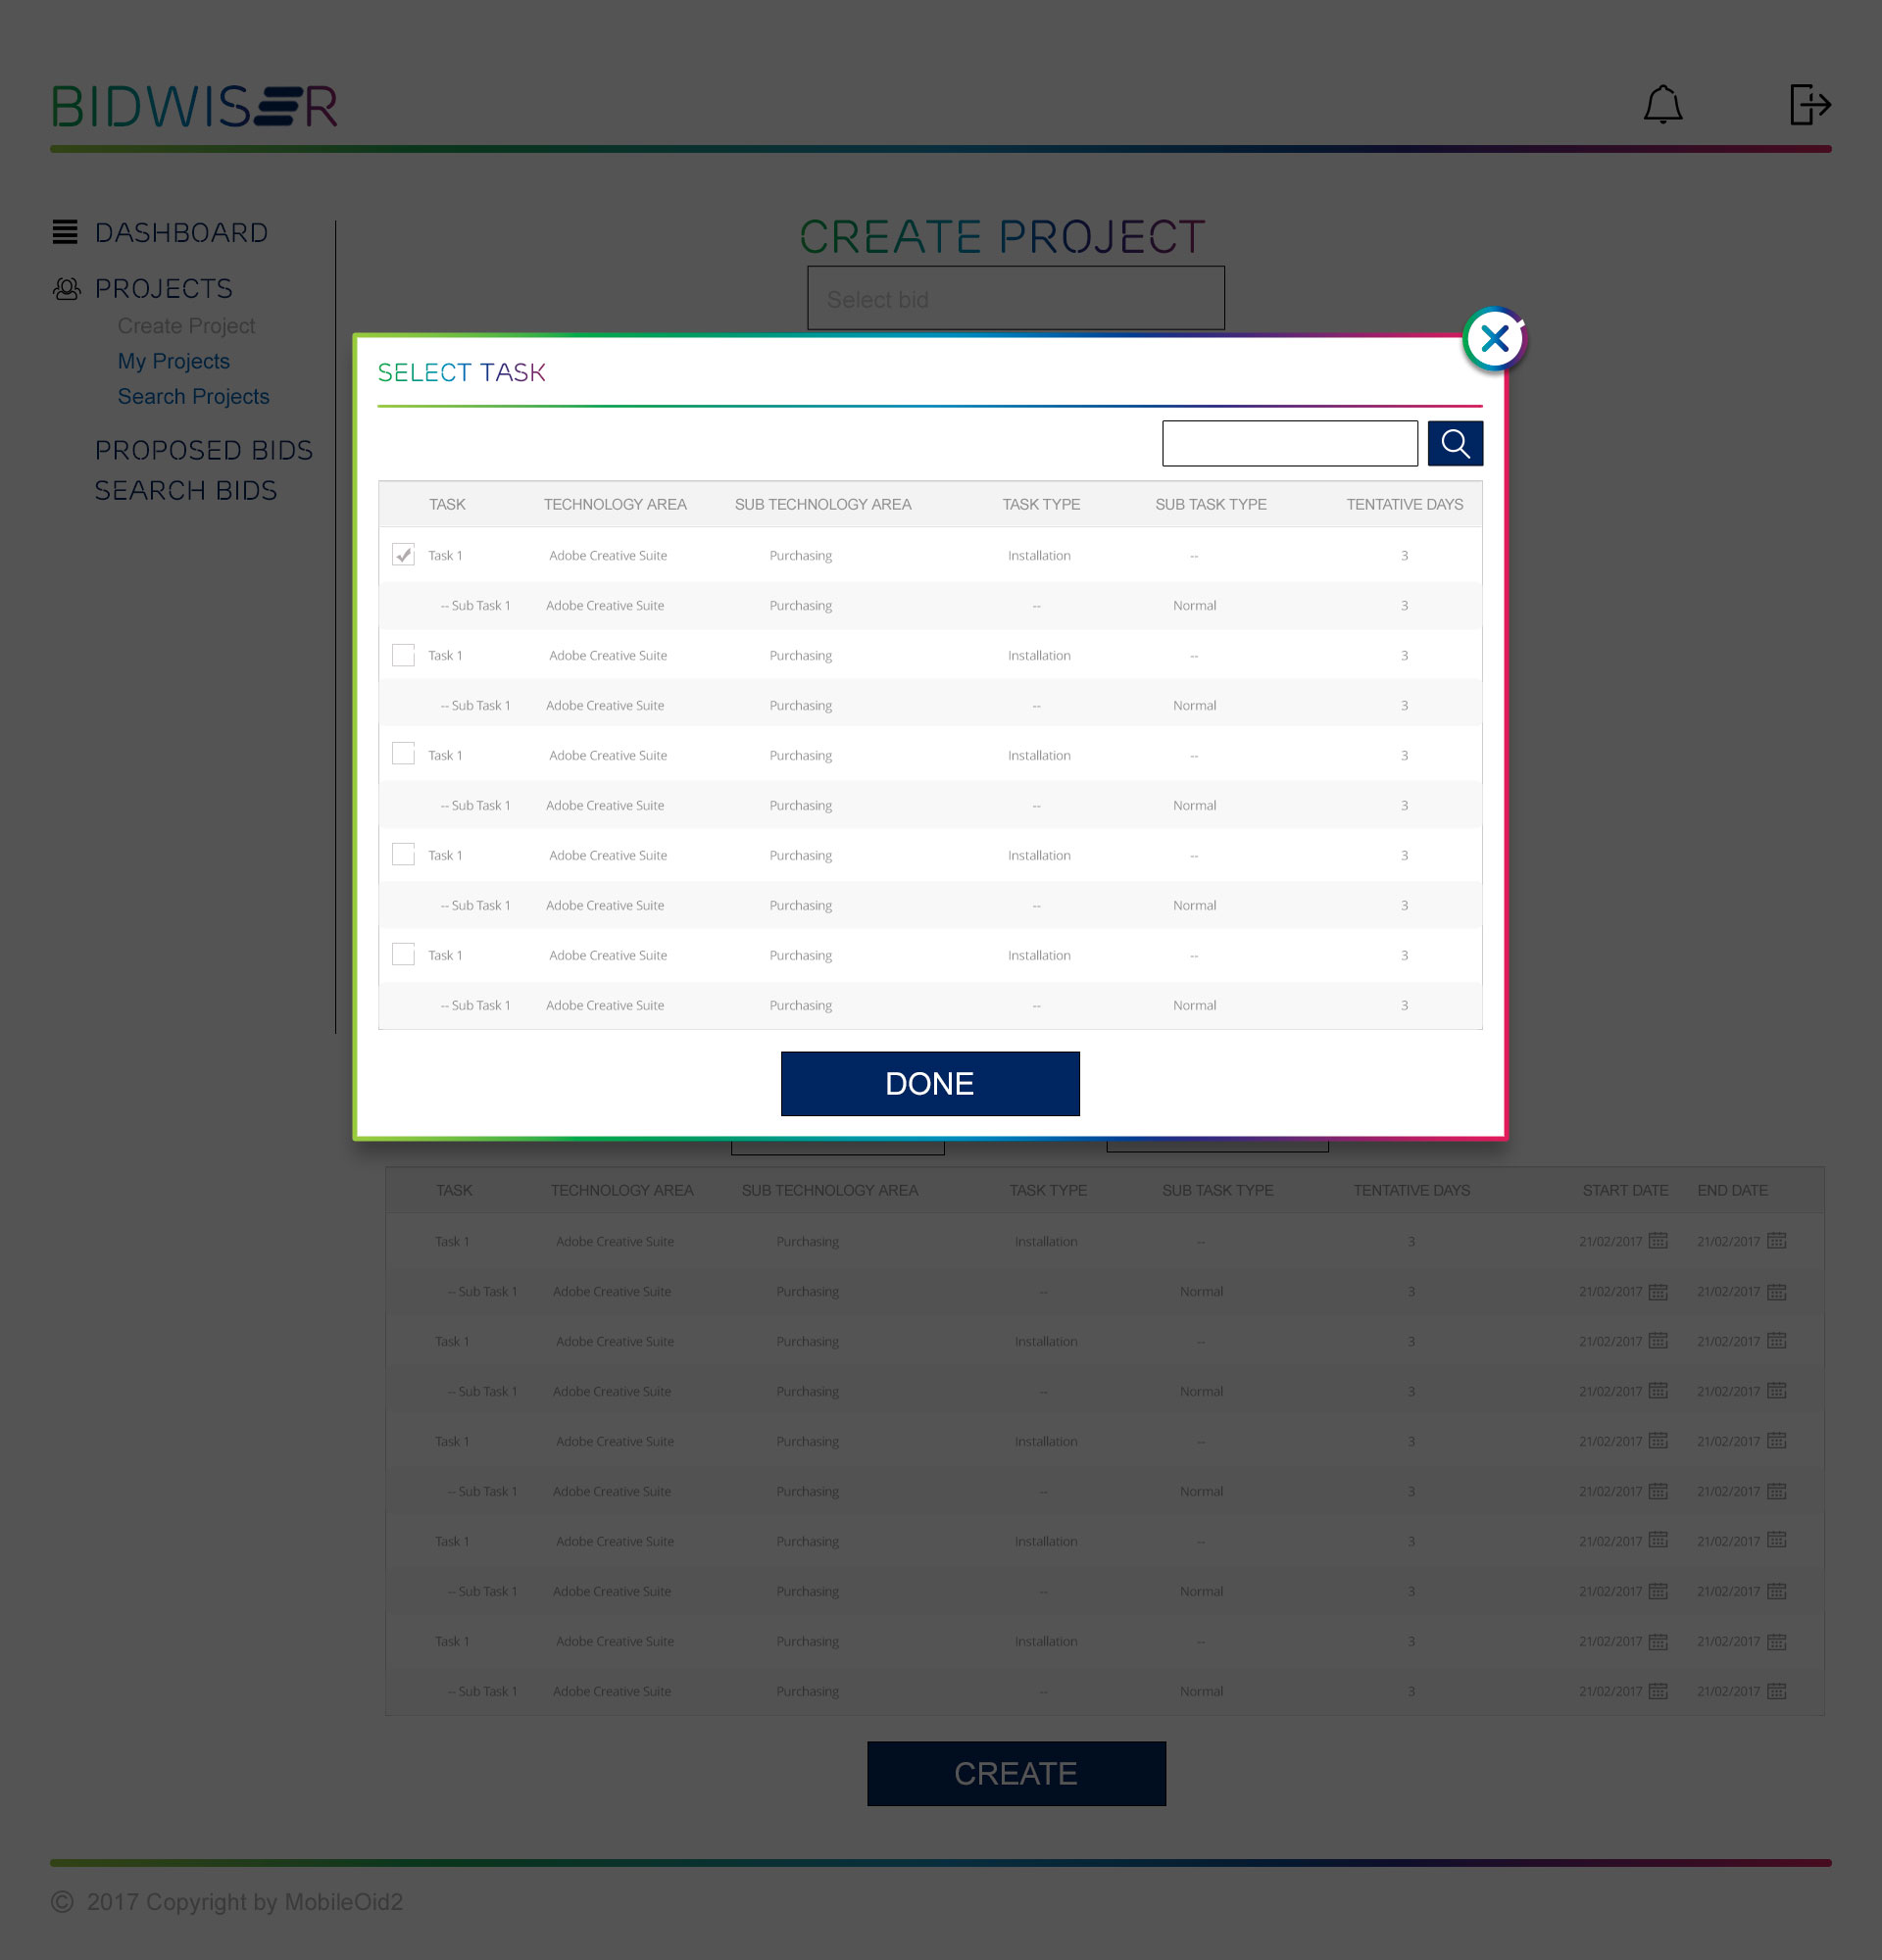 BIDWISER
DASHBOARD
PROJECTS
Create Project
My Projects
Search Projects
PROPOSED BIDS
SEARCH BIDS
CREATE PROJECT
Select bid
SELECT TASK
TASK TECHNOLOGY AREA SUB TECHNOLOGY AREA TASK TYPE SUB TASK TYPE TENTATIVE DAYS
Task 1 Adobe Creative Suite Purchasing Installation -- 3
-- Sub Task 1 Adobe Creative Suite Purchasing -- Normal 3
Task 1 Adobe Creative Suite Purchasing Installation -- 3
-- Sub Task 1 Adobe Creative Suite Purchasing -- Normal 3
Task 1 Adobe Creative Suite Purchasing Installation -- 3
-- Sub Task 1 Adobe Creative Suite Purchasing -- Normal 3
Task 1 Adobe Creative Suite Purchasing Installation -- 3
-- Sub Task 1 Adobe Creative Suite Purchasing -- Normal 3
Task 1 Adobe Creative Suite Purchasing Installation -- 3
-- Sub Task 1 Adobe Creative Suite Purchasing -- Normal 3
DONE
TASK TECHNOLOGY AREA SUB TECHNOLOGY AREA TASK TYPE SUB TASK TYPE TENTATIVE DAYS START DATE END DATE
Task 1 Adobe Creative Suite Purchasing Installation -- 3 21/02/2017 21/02/2017
-- Sub Task 1 Adobe Creative Suite Purchasing -- Normal 3 21/02/2017 21/02/2017
Task 1 Adobe Creative Suite Purchasing Installation -- 3 21/02/2017 21/02/2017
-- Sub Task 1 Adobe Creative Suite Purchasing -- Normal 3 21/02/2017 21/02/2017
Task 1 Adobe Creative Suite Purchasing Installation -- 3 21/02/2017 21/02/2017
-- Sub Task 1 Adobe Creative Suite Purchasing -- Normal 3 21/02/2017 21/02/2017
Task 1 Adobe Creative Suite Purchasing Installation -- 3 21/02/2017 21/02/2017
-- Sub Task 1 Adobe Creative Suite Purchasing -- Normal 3 21/02/2017 21/02/2017
Task 1 Adobe Creative Suite Purchasing Installation -- 3 21/02/2017 21/02/2017
-- Sub Task 1 Adobe Creative Suite Purchasing -- Normal 3 21/02/2017 21/02/2017
CREATE
© 2017 Copyright by MobileOid2